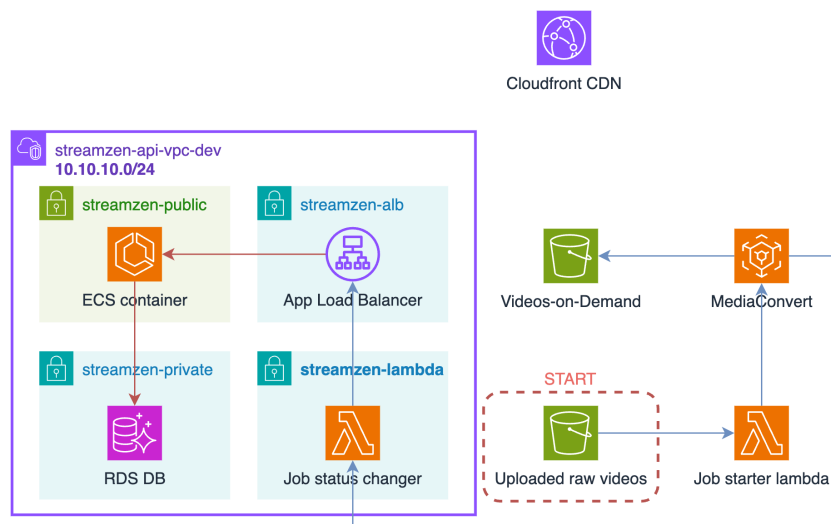 Cloudfront CDN
streamzen-api-vpc-dev
10.10.10.0/24
streamzen-public
streamzen-alb
ECS container
App Load Balancer
Videos-on-Demand
MediaConvert
streamzen-private
streamzen-lambda
START
RDS DB
Job status changer
Uploaded raw videos
Job starter lambda